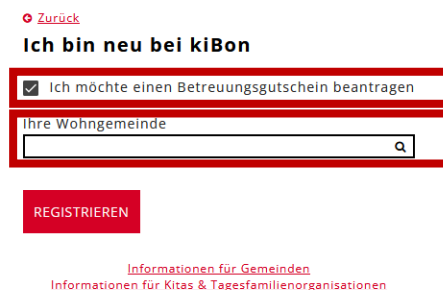 Zurück
Ich bin neu bei kiBon
Ich möchte einen Betreuungsgutschein beantragen
Ihre Wohngemeinde
REGISTRIEREN
Informationen für Gemeinden
Informationen für Kitas & Tagesfamilienorganisationen